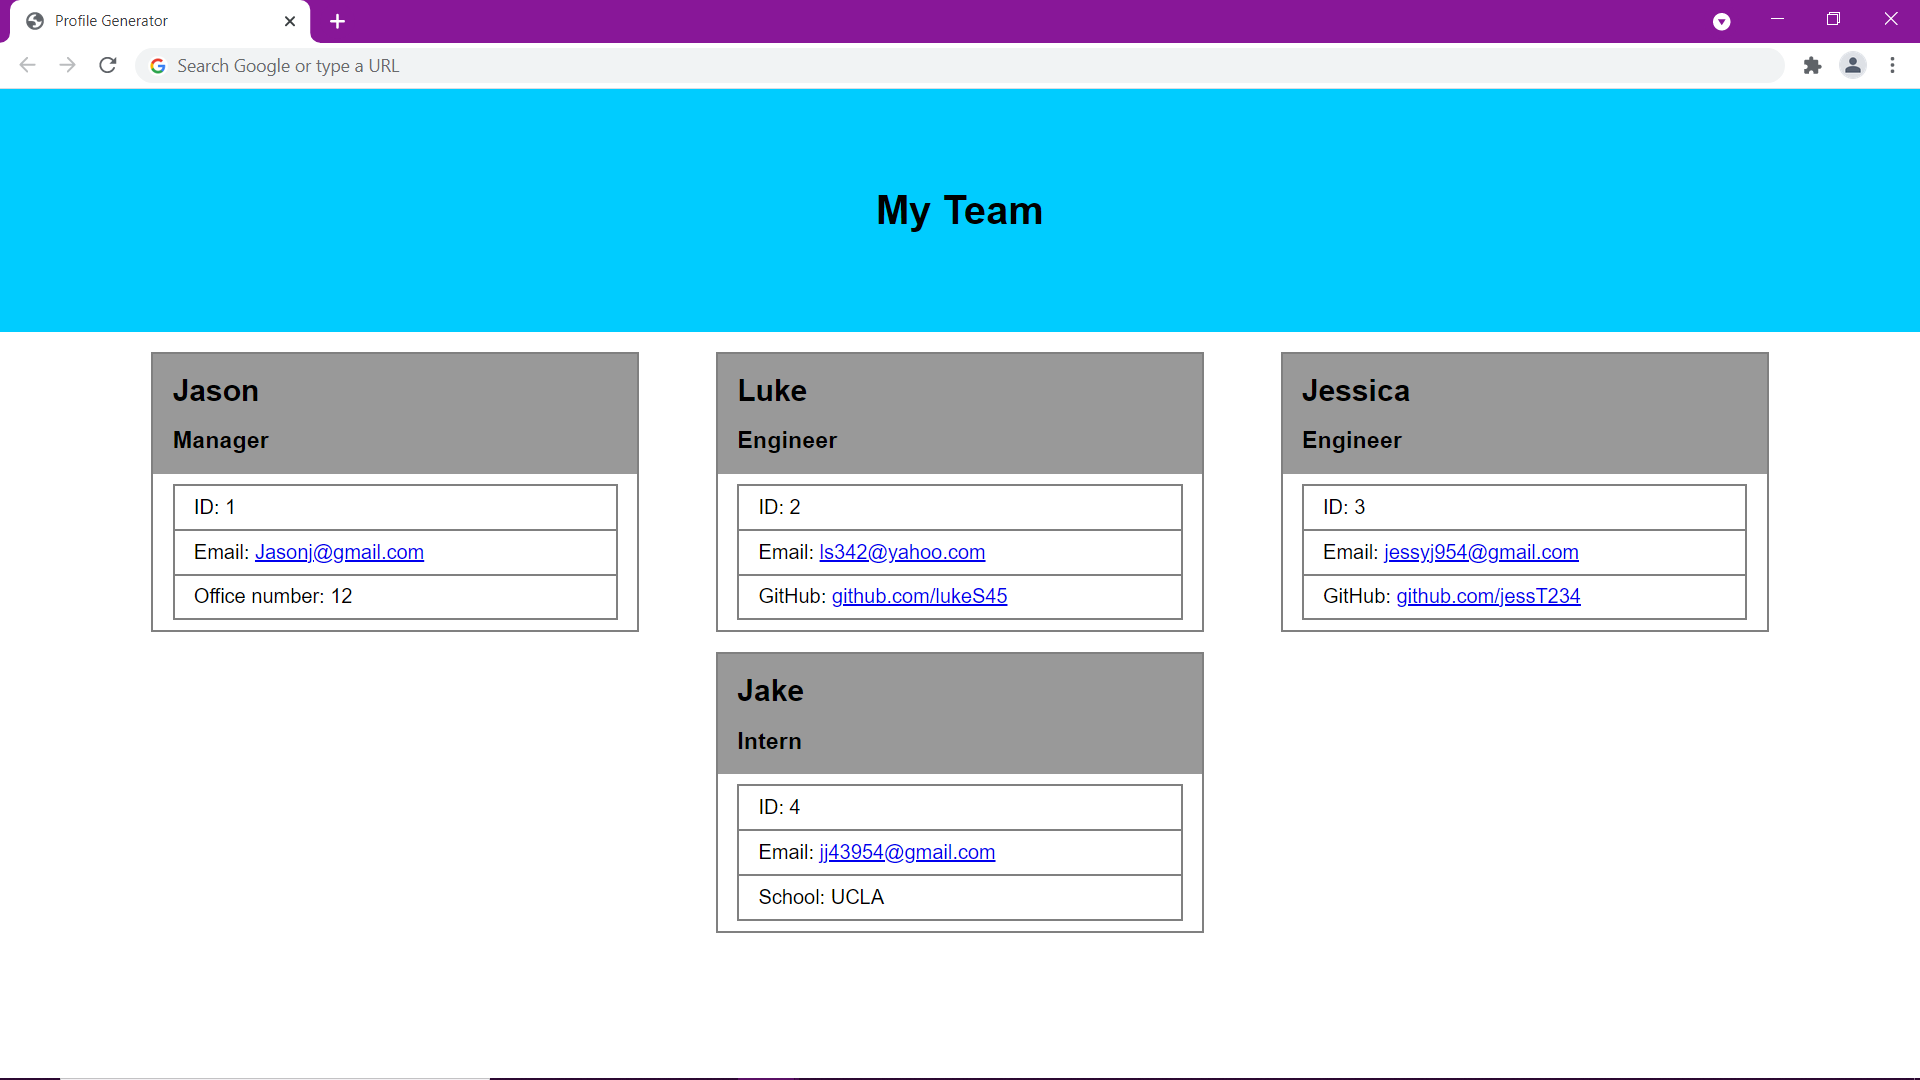 Profile Generator
Search Google or type a URL
My Team
Jason
Manager
ID: 1
Email: Jasonj@gmail.com
Office number: 12
Luke
Engineer
ID: 2
Email: ls342@yahoo.com
GitHub: github.com/lukeS45
Jessica
Engineer
ID: 3
Email: jessyj954@gmail.com
GitHub: github.com/jessT234
Jake
Intern
ID: 4
Email: jj43954@gmail.com
School: UCLA